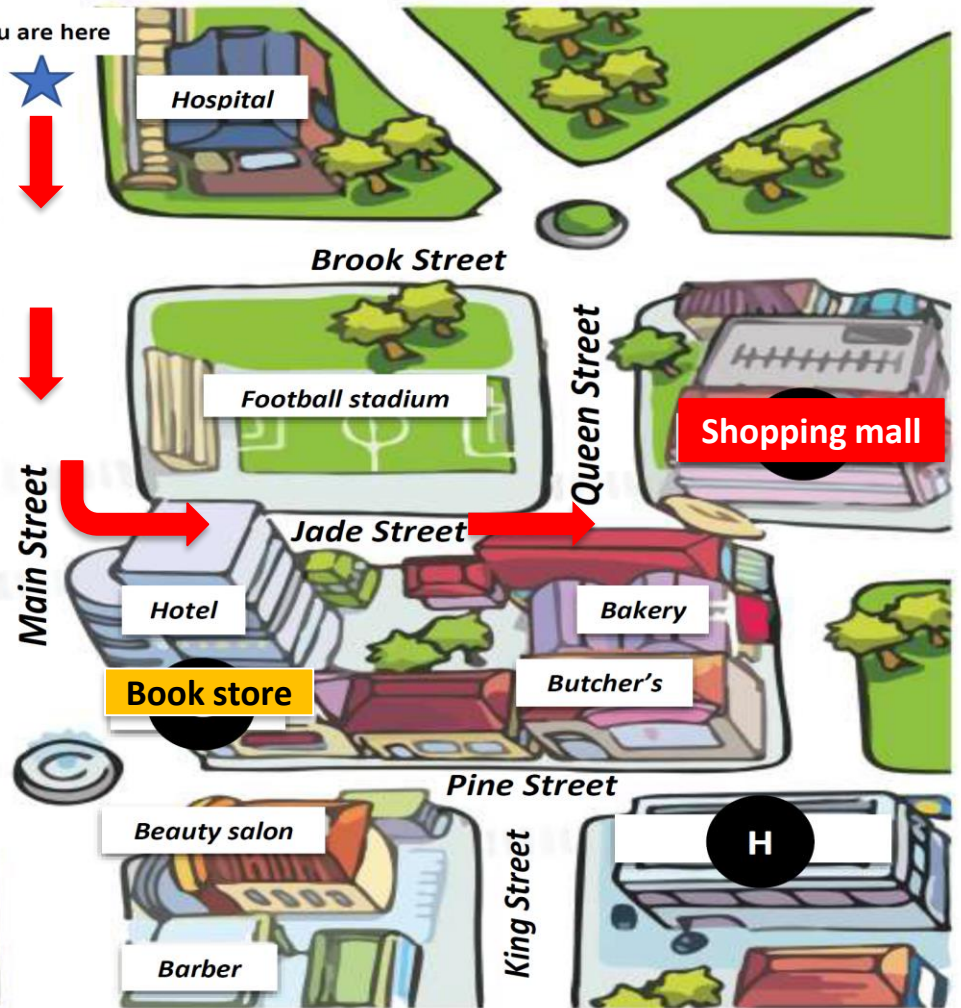 u are here
Hospital
Brook Street
Football stadium
Queen Street
Shopping mall
Main Street
Jade Street
Hotel
Bakery
Book store
Butcher's
Pine Street
Beauty salon
H
King Street
Barber